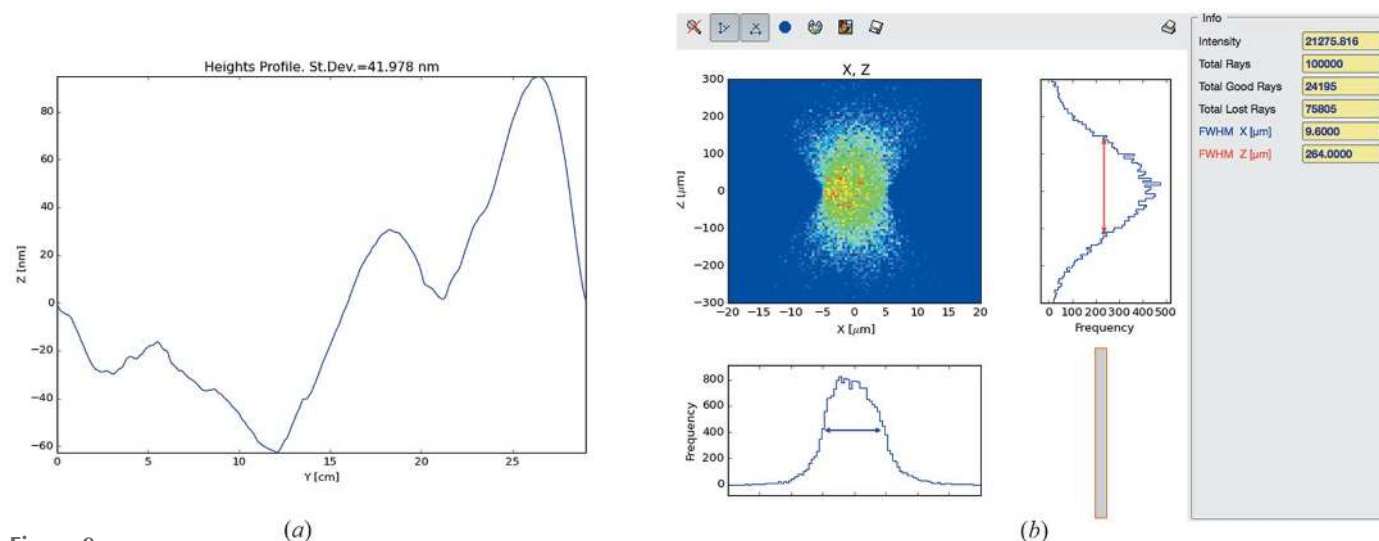 Heights Profile. St.Dev.=41.978 nm
80
60
40
20
0
−20
−40
−60
Z [nm]
0 5 10 15 20 25
Y [cm]
(a)
X, Z
300
200
100
0
−100
−200
−300
Z [μm]
−20 −15 −10 −5 0 5 10 15 20
X [μm]
0 100 200 300 400 500
Frequency
800
600
400
200
0
Frequency
(b)
Info
Intensity 21275.816
Total Rays 100000
Total Good Rays 24195
Total Lost Rays 75805
FWHM X [μm] 9.6000
FWHM Z [μm] 264.0000